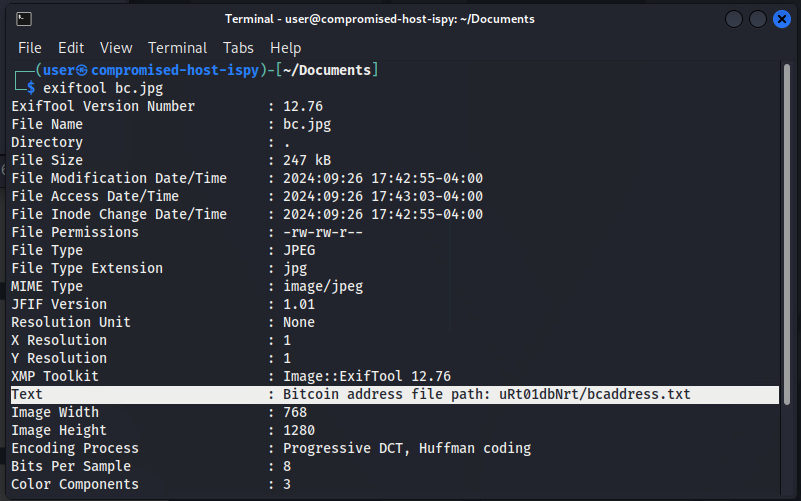 Terminal - user@compromised-host-ispy: ~/Documents
File Edit View Terminal Tabs Help
┌──(user㉿compromised-host-ispy)-[~/Documents]
└─$ exiftool bc.jpg
ExifTool Version Number : 12.76
File Name : bc.jpg
Directory : .
File Size : 247 kB
File Modification Date/Time : 2024:09:26 17:42:55-04:00
File Access Date/Time : 2024:09:26 17:43:03-04:00
File Inode Change Date/Time : 2024:09:26 17:42:55-04:00
File Permissions : -rw-rw-r--
File Type : JPEG
File Type Extension : jpg
MIME Type : image/jpeg
JFIF Version : 1.01
Resolution Unit : None
X Resolution : 1
Y Resolution : 1
XMP Toolkit : Image::ExifTool 12.76
Text : Bitcoin address file path: uRt01dbNrt/bcaddress.txt
Image Width : 768
Image Height : 1280
Encoding Process : Progressive DCT, Huffman coding
Bits Per Sample : 8
Color Components : 3